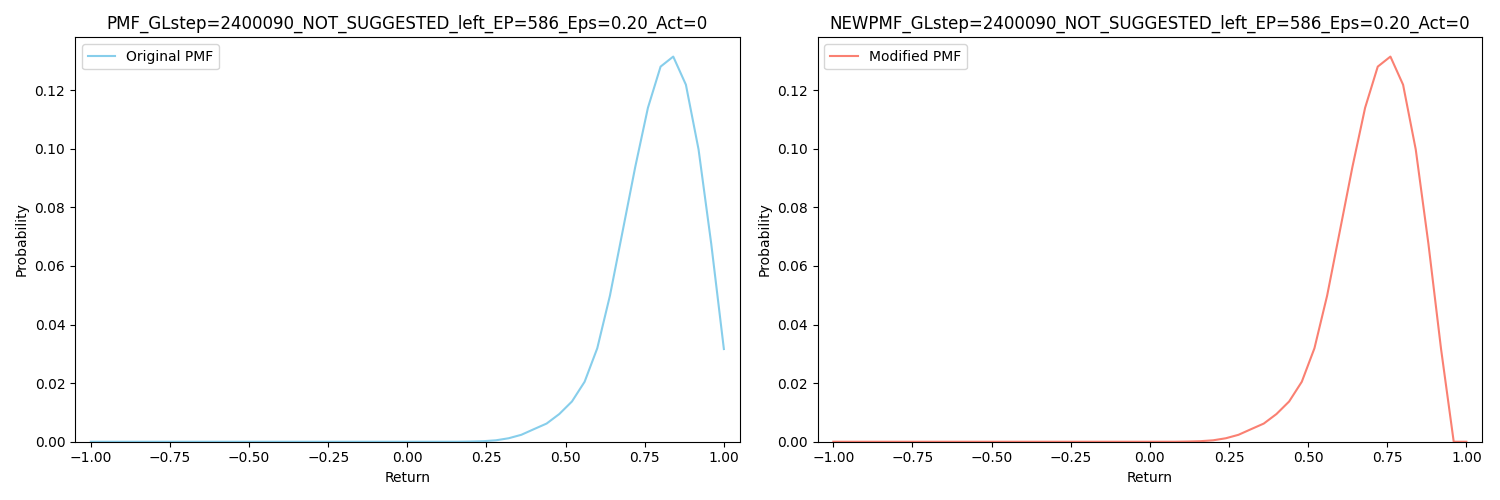 PMF_GLstep=2400090_NOT_SUGGESTED_left_EP=586_Eps=0.20_Act=0
Original PMF
Probability
0.12
0.10
0.08
0.06
0.04
0.02
0.00
−1.00 −0.75 −0.50 −0.25 0.00 0.25 0.50 0.75 1.00
Return
NEWPMF_GLstep=2400090_NOT_SUGGESTED_left_EP=586_Eps=0.20_Act=0
Modified PMF
Probability
0.12
0.10
0.08
0.06
0.04
0.02
0.00
−1.00 −0.75 −0.50 −0.25 0.00 0.25 0.50 0.75 1.00
Return